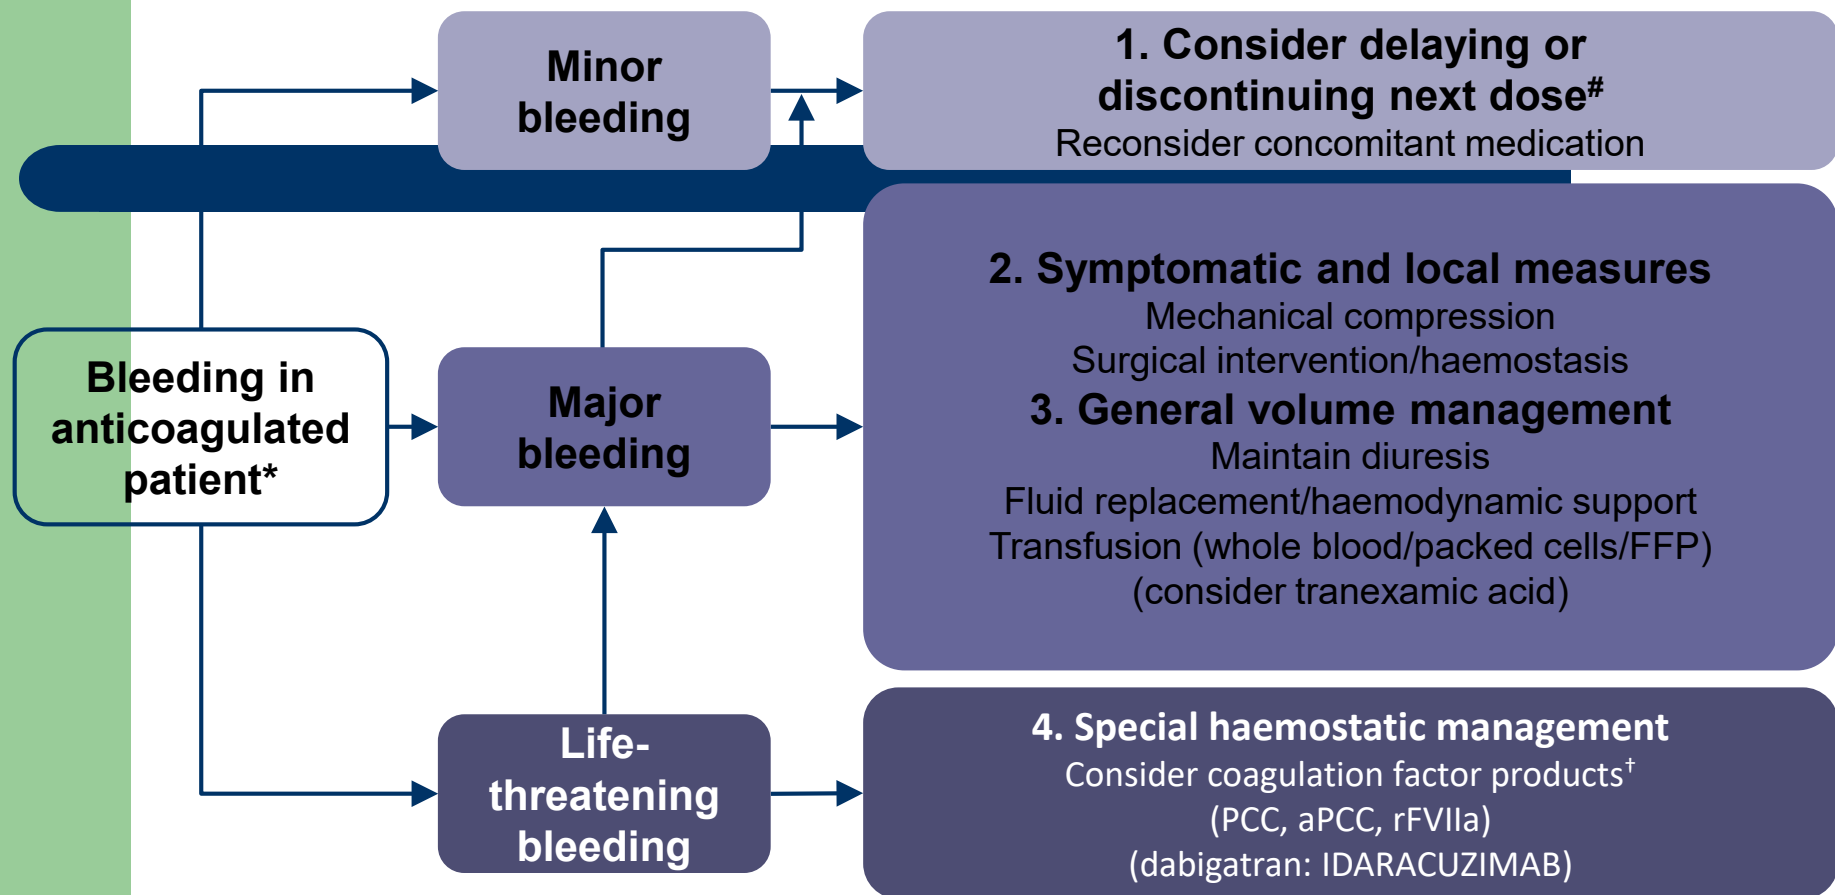 Minor
bleeding
1. Consider delaying or
discontinuing next dose#
Reconsider concomitant medication
Bleeding in
anticoagulated
patient*
Major
bleeding
2. Symptomatic and local measures
Mechanical compression
Surgical intervention/haemostasis
3. General volume management
Maintain diuresis
Fluid replacement/haemodynamic support
Transfusion (whole blood/packed cells/FFP)
(consider tranexamic acid)
Life-
threatening
bleeding
4. Special haemostatic management
Consider coagulation factor products†
(PCC, aPCC, rFVIIa)
(dabigatran: IDARACUZIMAB)